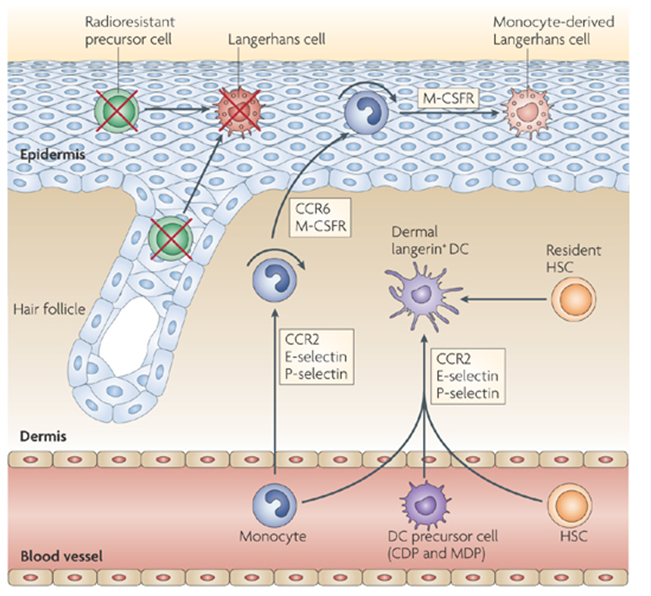 Radioresistant
precursor cell
Langerhans cell
Monocyte-derived
Langerhans cell
M-CSFR
Epidermis
CCR6
M-CSFR
Dermal
langerin⁺ DC
Resident
HSC
Hair follicle
CCR2
E-selectin
P-selectin
CCR2
E-selectin
P-selectin
Dermis
Monocyte
DC precursor cell
(CDP and MDP)
HSC
Blood vessel